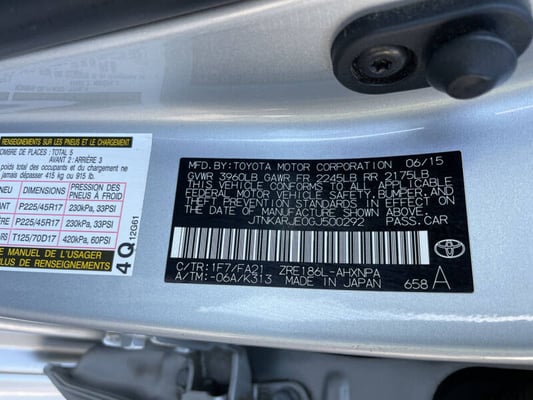 RENSEIGNEMENTS SUR LES PNEUS ET LE CHARGEMENT
NOMBRE DE PLACES : TOTAL 5
AVANT 2 : ARRIÈRE 3
poids total des occupants et du chargement ne
jamais dépasser 415 kg ou 915 lb.
NEU DIMENSIONS PRESSION DES PNEUS À FROID
P225/45R17 230kPa, 33PSI
P225/45R17 230kPa, 33PSI
RS T125/70D17 420kPa, 60PSI
LE MANUEL DE L'USAGER
4Q 12G61
MFD. BY: TOYOTA MOTOR CORPORATION 06/15
GVWR 3960LB GAWR FR 2245LB RR 2175LB
THIS VEHICLE CONFORMS TO ALL APPLICABLE
FEDERAL MOTOR VEHICLE SAFETY, BUMPER, AND
THEFT PREVENTION STANDARDS IN EFFECT ON THE
DATE OF MANUFACTURE SHOWN ABOVE.
JTNKARJE0GJ500292 PASS.CAR
C/TR: 1F7/FA21 ZRE186L-AHXNPA
A/TM: -06A/K313 MADE IN JAPAN
658 A